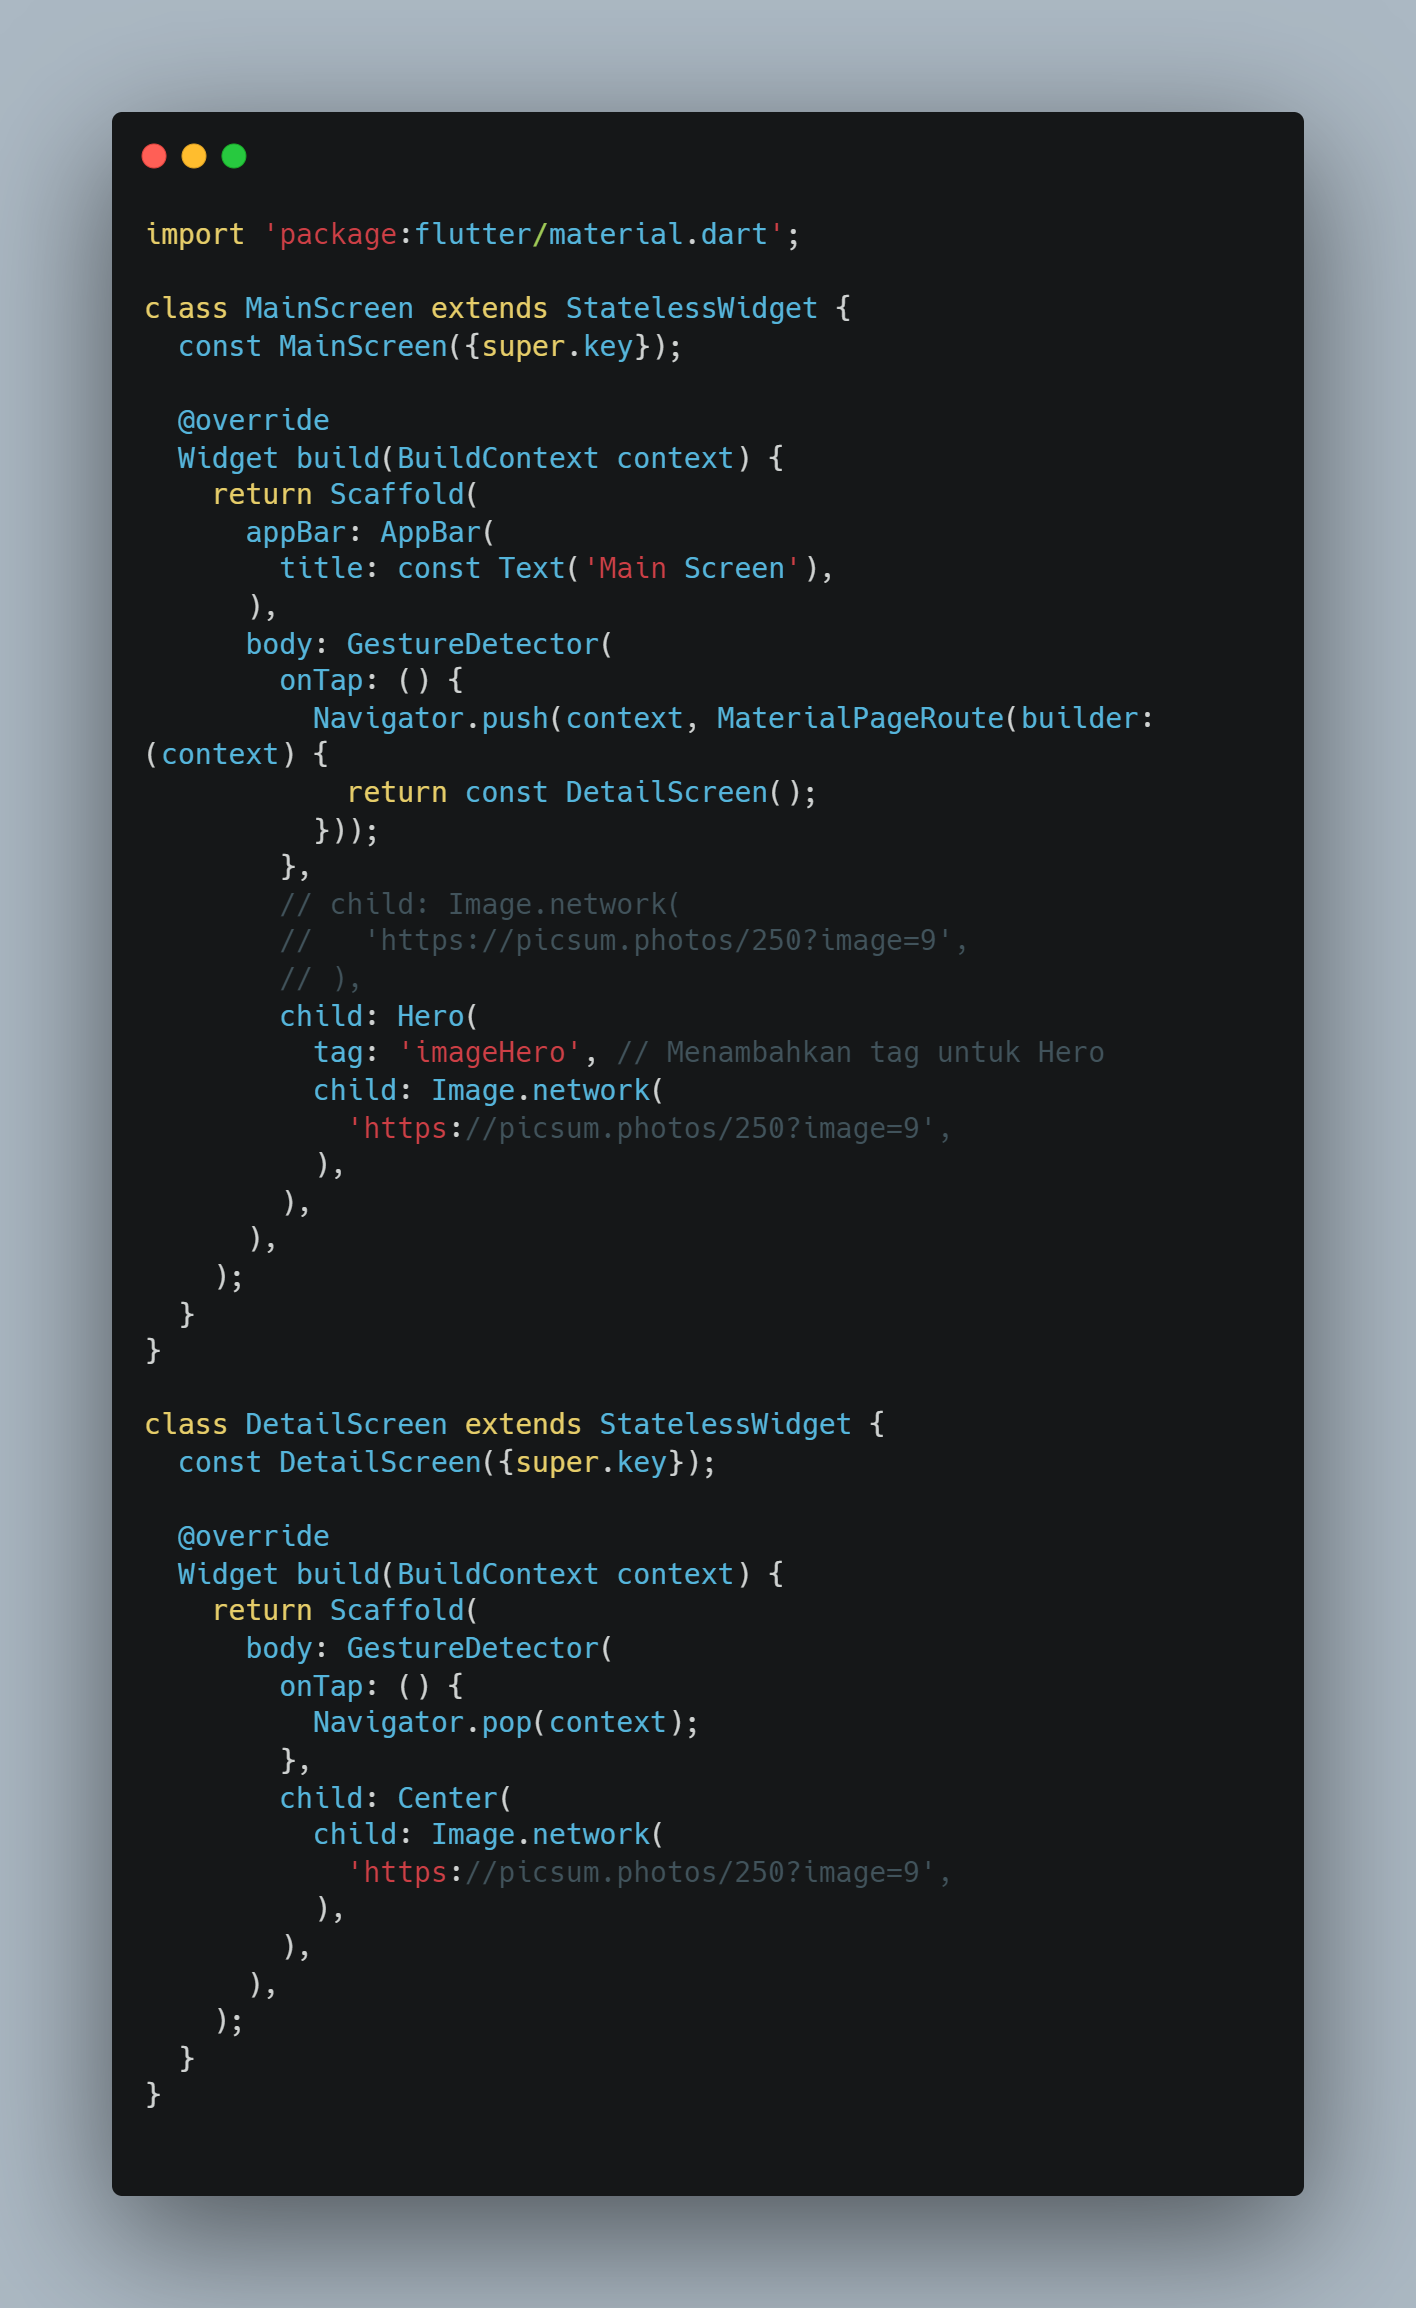 import 'package:flutter/material.dart';

class MainScreen extends StatelessWidget {
  const MainScreen({super.key});

  @override
  Widget build(BuildContext context) {
    return Scaffold(
      appBar: AppBar(
        title: const Text('Main Screen'),
      ),
      body: GestureDetector(
        onTap: () {
          Navigator.push(context, MaterialPageRoute(builder:
(context) {
            return const DetailScreen();
          }));
        },
        // child: Image.network(
        //   'https://picsum.photos/250?image=9',
        // ),
        child: Hero(
          tag: 'imageHero', // Menambahkan tag untuk Hero
          child: Image.network(
            'https://picsum.photos/250?image=9',
          ),
        ),
      ),
    );
  }
}

class DetailScreen extends StatelessWidget {
  const DetailScreen({super.key});

  @override
  Widget build(BuildContext context) {
    return Scaffold(
      body: GestureDetector(
        onTap: () {
          Navigator.pop(context);
        },
        child: Center(
          child: Image.network(
            'https://picsum.photos/250?image=9',
          ),
        ),
      ),
    );
  }
}